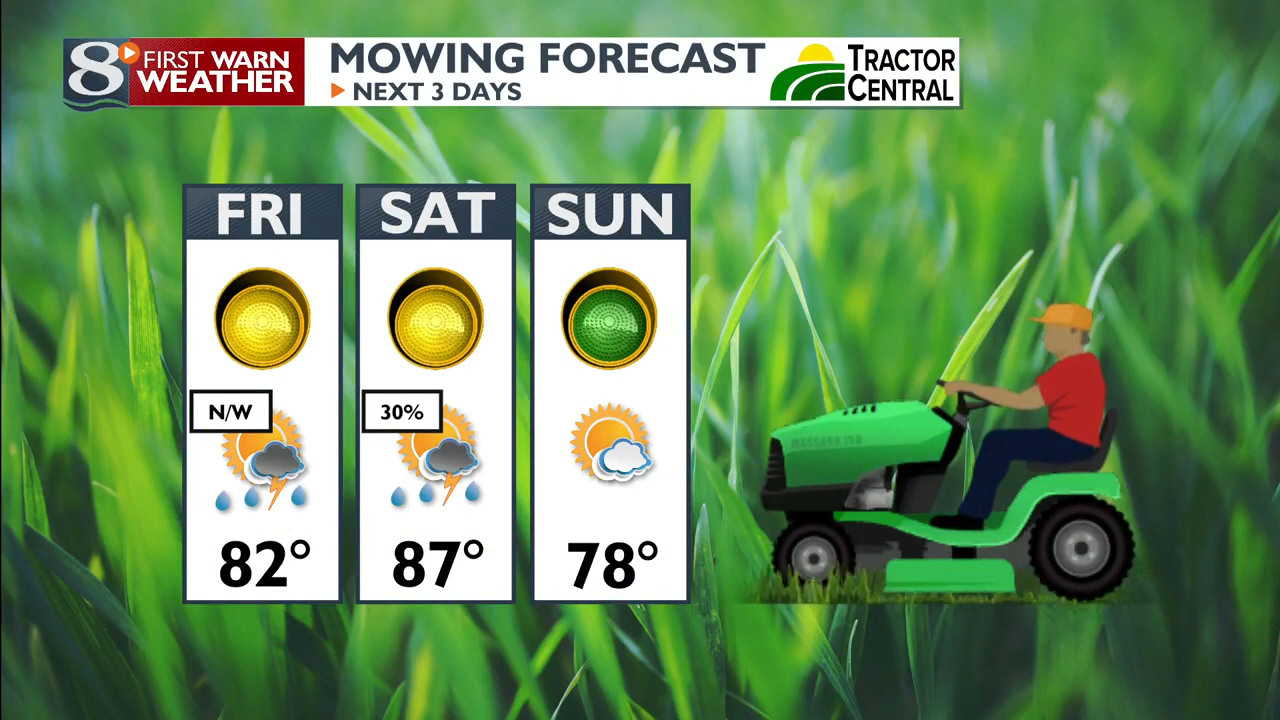 8 FIRST WARN
WEATHER
MOWING FORECAST
NEXT 3 DAYS
TRACTOR
CENTRAL
FRI
SAT
SUN
N/W
30%
82°
87°
78°